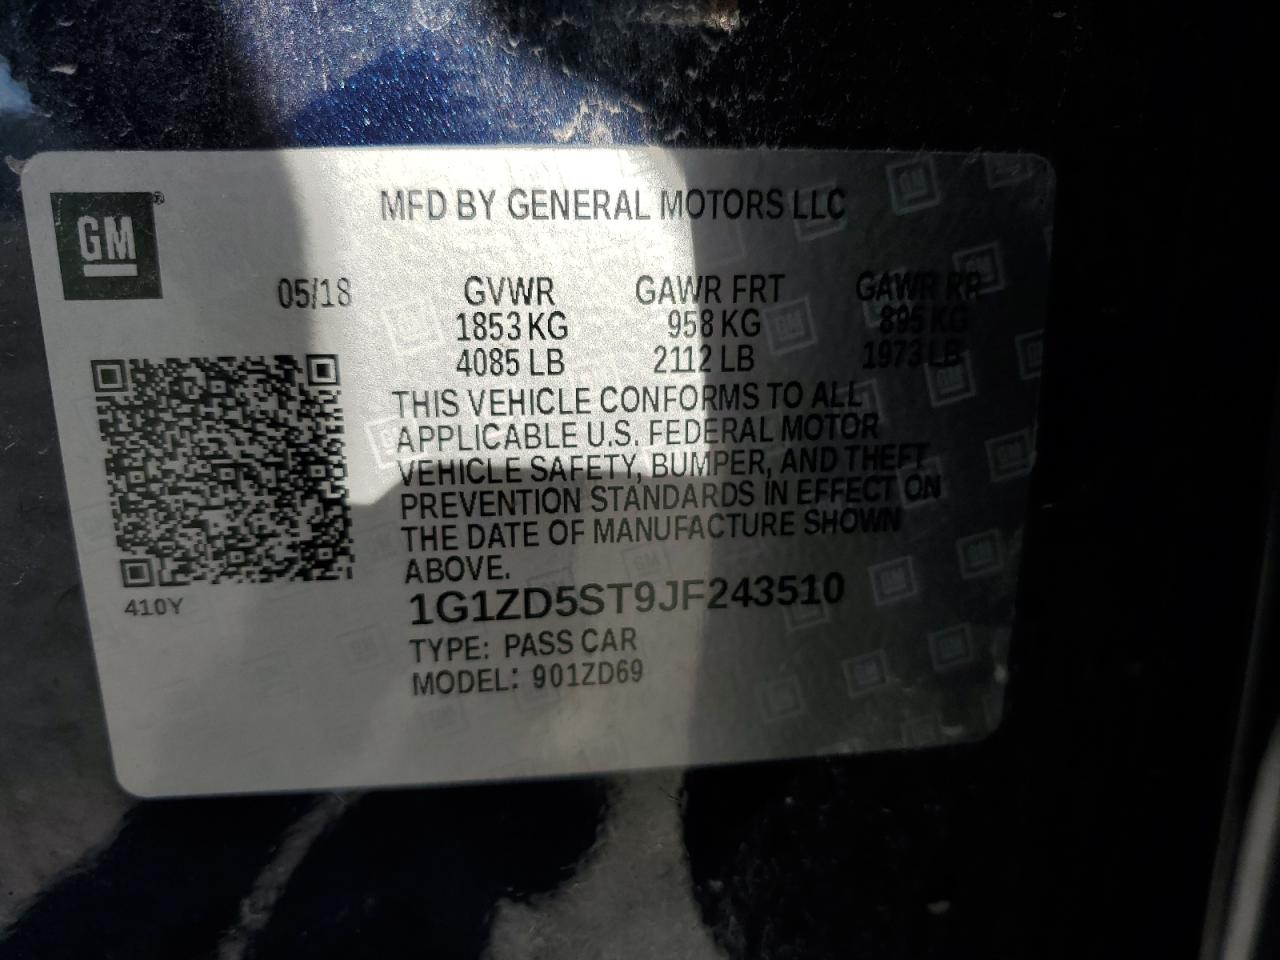 GM®
MFD BY GENERAL MOTORS LLC
05/18
GVWR GAWR FRT GAWR RR
1853 KG 958 KG 895 KG
4085 LB 2112 LB 1973 LB
THIS VEHICLE CONFORMS TO ALL
APPLICABLE U.S. FEDERAL MOTOR
VEHICLE SAFETY, BUMPER, AND THEFT
PREVENTION STANDARDS IN EFFECT ON
THE DATE OF MANUFACTURE SHOWN
ABOVE.
410Y
1G1ZD5ST9JF243510
TYPE: PASS CAR
MODEL: 901ZD69